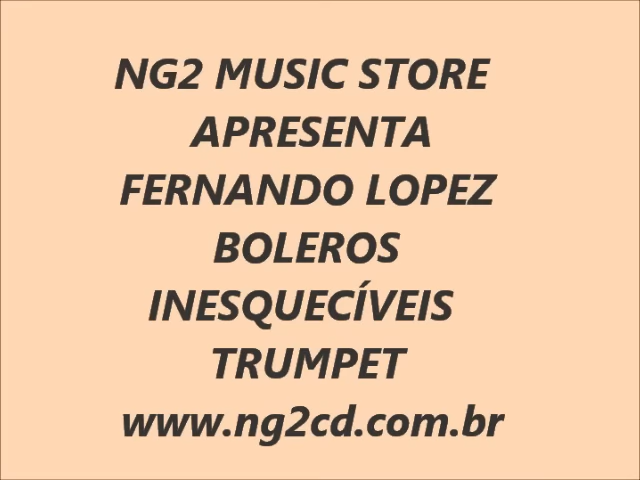 NG2 MUSIC STORE
APRESENTA
FERNANDO LOPEZ
BOLEROS
INESQUECÍVEIS
TRUMPET
www.ng2cd.com.br